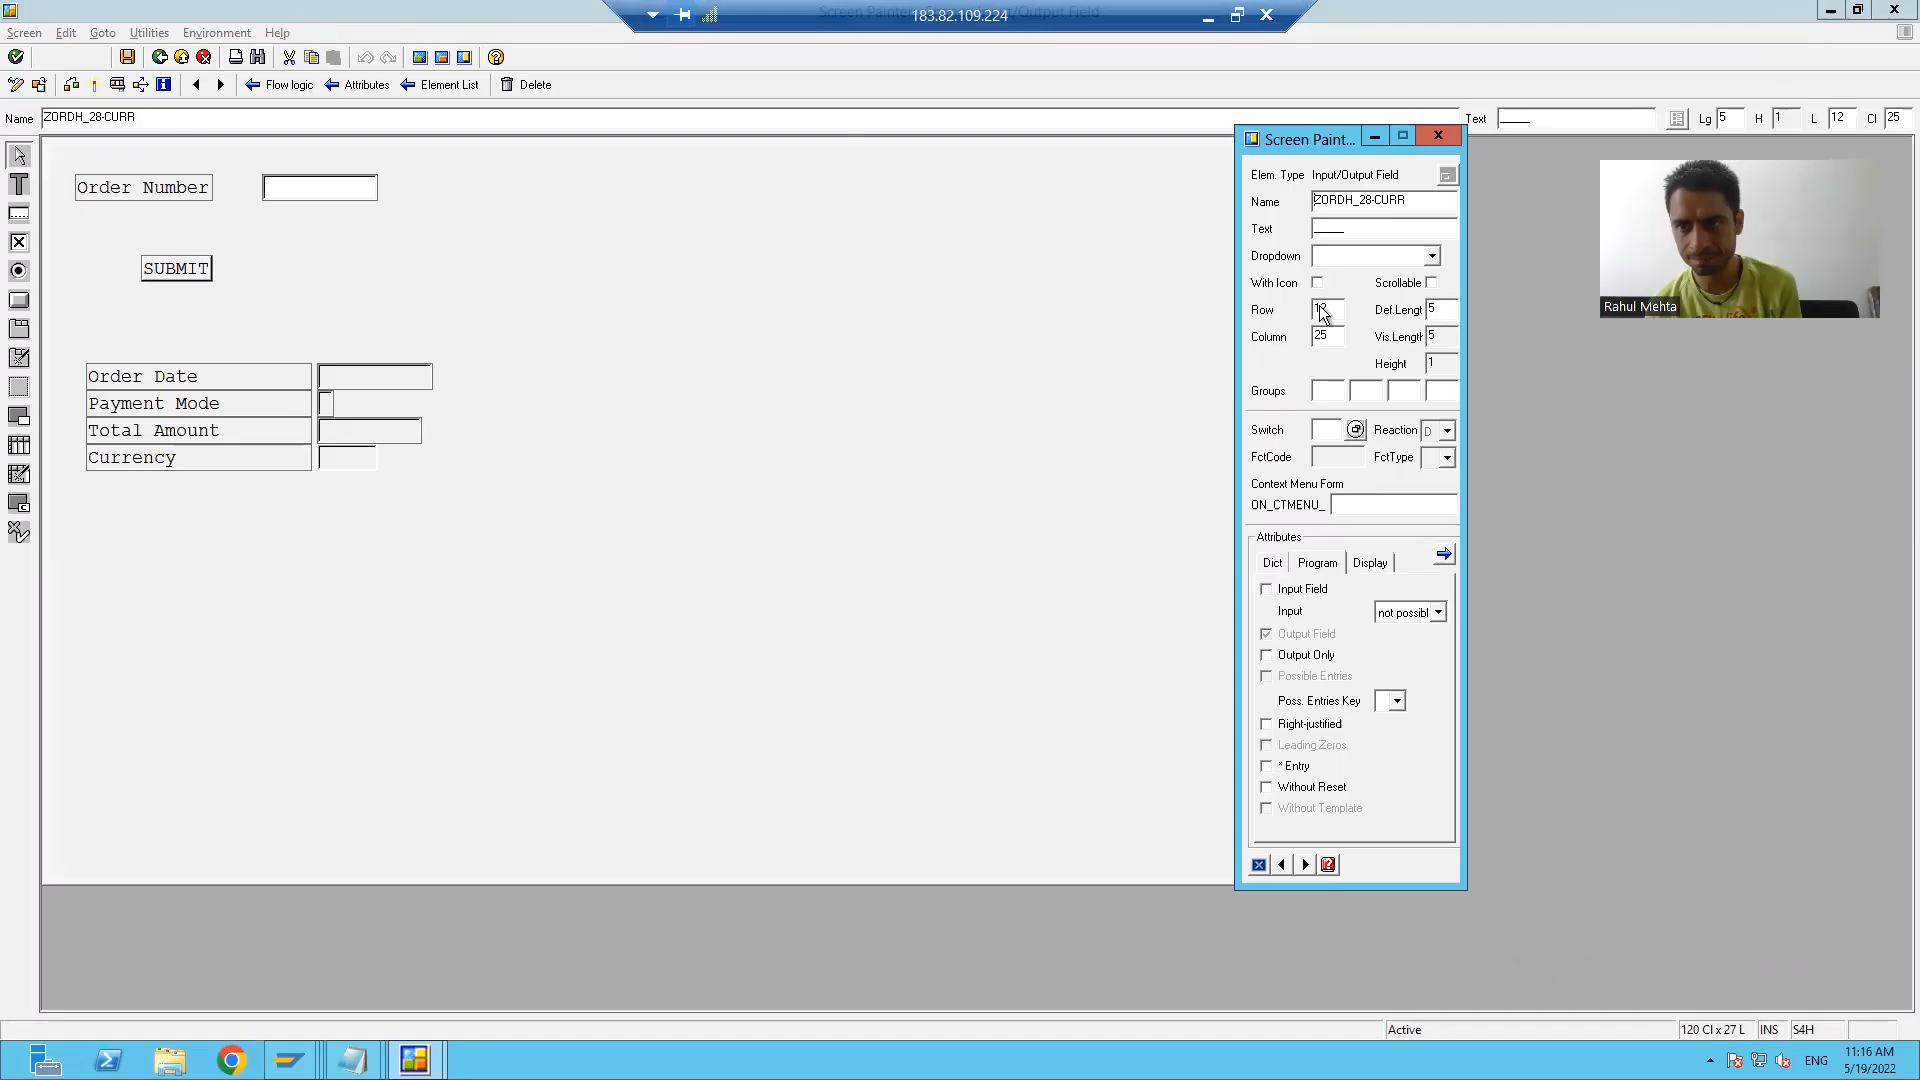 183.82.109.224
Screen Edit Goto Utilities Environment Help
Flow logic Attributes Element List Delete
Name ZORDH_28-CURR Text _____ Lg 5 H 1 L 12 Cl 25
Order Number
SUBMIT
Order Date
Payment Mode
Total Amount
Currency
Screen Paint...
Elem. Type Input/Output Field
Name ZORDH_28-CURR
Text _____
Dropdown
With Icon Scrollable
Row 12 Def.Lengt 5
Column 25 Vis.Length 5
Height 1
Groups
Switch Reaction D
FctCode FctType
Context Menu Form
ON_CTMENU_
Attributes
Dict Program Display
Input Field
Input not possibl
Output Field
Output Only
Possible Entries
Poss. Entries Key
Right-justified
Leading Zeros
* Entry
Without Reset
Without Template
Rahul Mehta
Active 120 Cl x 27 L INS S4H
ENG
11:16 AM
5/19/2022